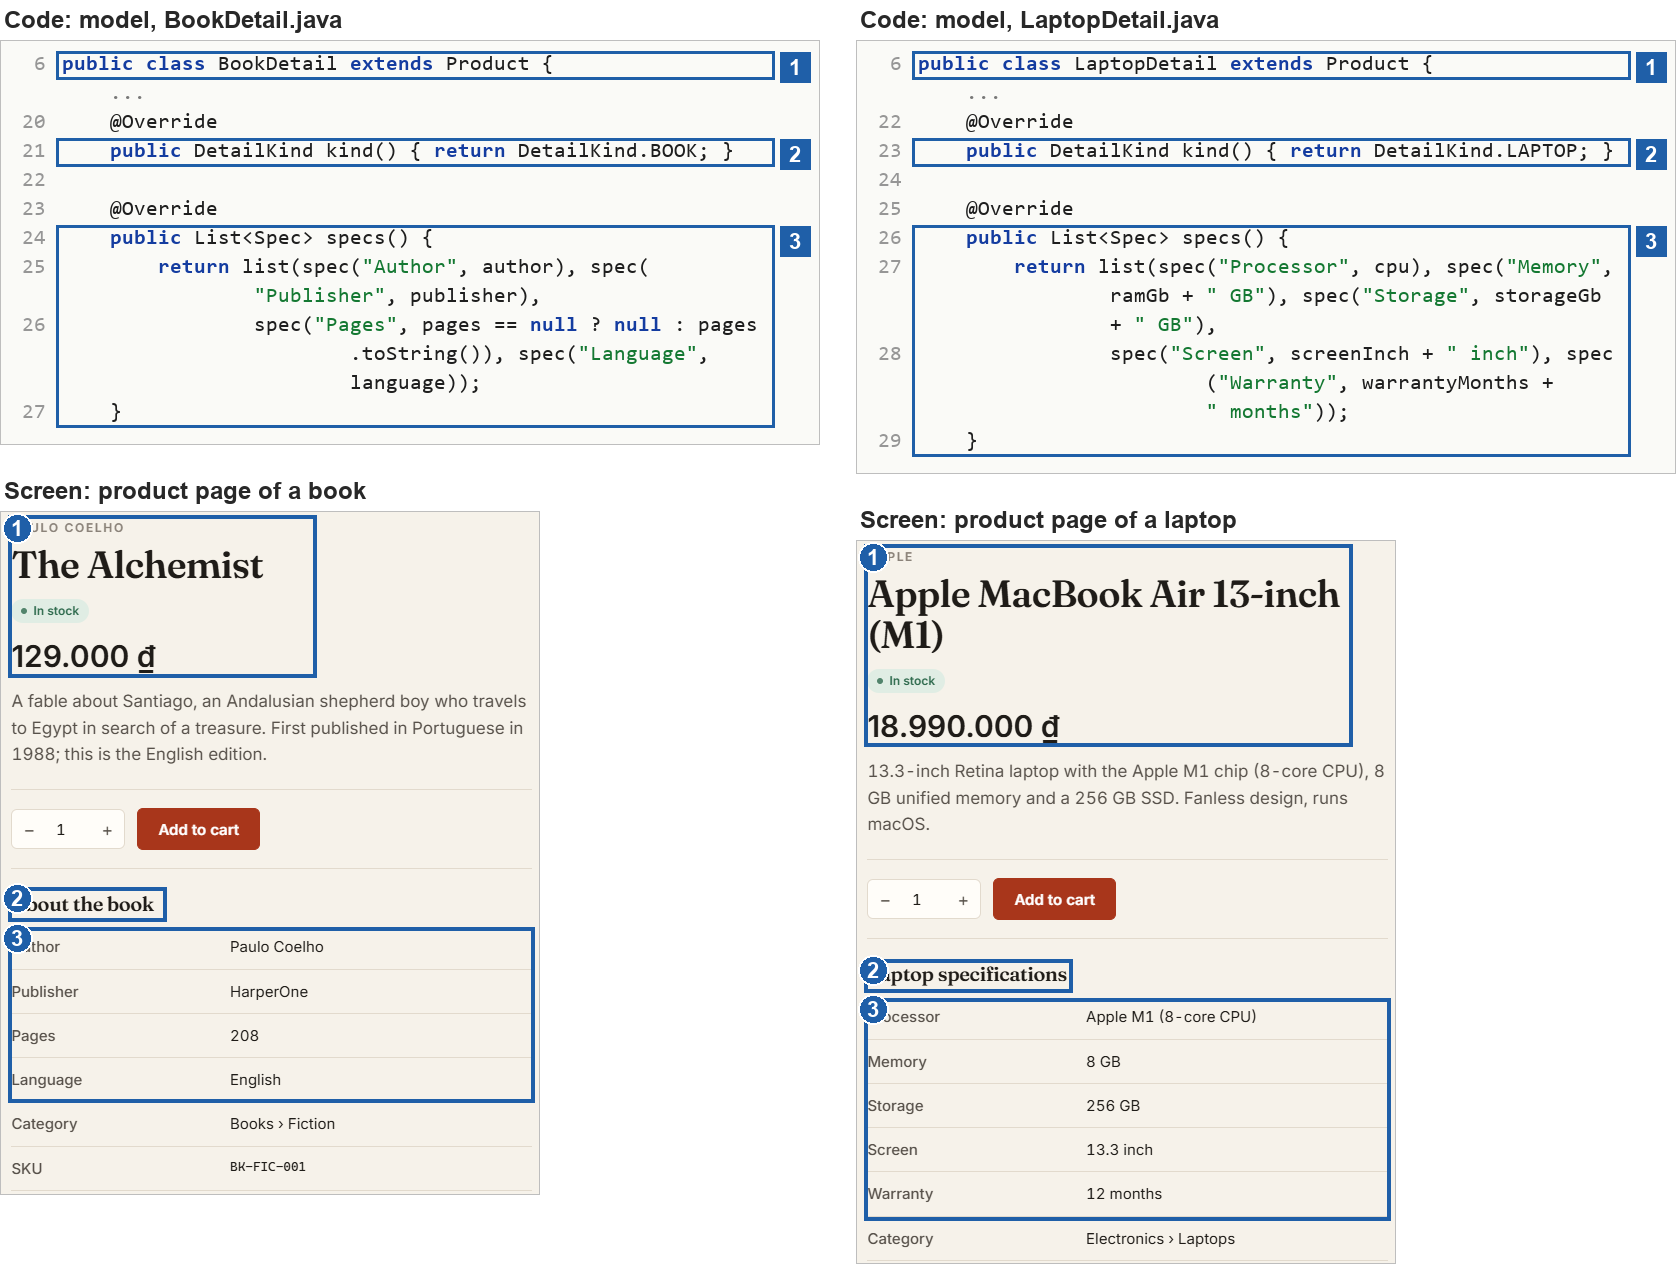 Code: model, BookDetail.java
6 public class BookDetail extends Product { 1
...
20 @Override
21 public DetailKind kind() { return DetailKind.BOOK; } 2
22
23 @Override
24 public List<Spec> specs() { 3
25 return list(spec("Author", author), spec(
"Publisher", publisher),
26 spec("Pages", pages == null ? null : pages
.toString()), spec("Language",
language));
27 }
Screen: product page of a book
1 ULO COELHO
The Alchemist
In stock
129.000 ₫
A fable about Santiago, an Andalusian shepherd boy who travels
to Egypt in search of a treasure. First published in Portuguese in
1988; this is the English edition.
− 1 +
Add to cart
2 bout the book
3 thor Paulo Coelho
Publisher HarperOne
Pages 208
Language English
Category Books › Fiction
SKU BK-FIC-001
Code: model, LaptopDetail.java
6 public class LaptopDetail extends Product { 1
...
22 @Override
23 public DetailKind kind() { return DetailKind.LAPTOP; } 2
24
25 @Override
26 public List<Spec> specs() { 3
27 return list(spec("Processor", cpu), spec("Memory",
ramGb + " GB"), spec("Storage", storageGb
+ " GB"),
28 spec("Screen", screenInch + " inch"), spec
("Warranty", warrantyMonths +
" months"));
29 }
Screen: product page of a laptop
1 PLE
Apple MacBook Air 13-inch
(M1)
In stock
18.990.000 ₫
13.3-inch Retina laptop with the Apple M1 chip (8-core CPU), 8
GB unified memory and a 256 GB SSD. Fanless design, runs
macOS.
− 1 +
Add to cart
2 ptop specifications
3 ocessor Apple M1 (8-core CPU)
Memory 8 GB
Storage 256 GB
Screen 13.3 inch
Warranty 12 months
Category Electronics › Laptops